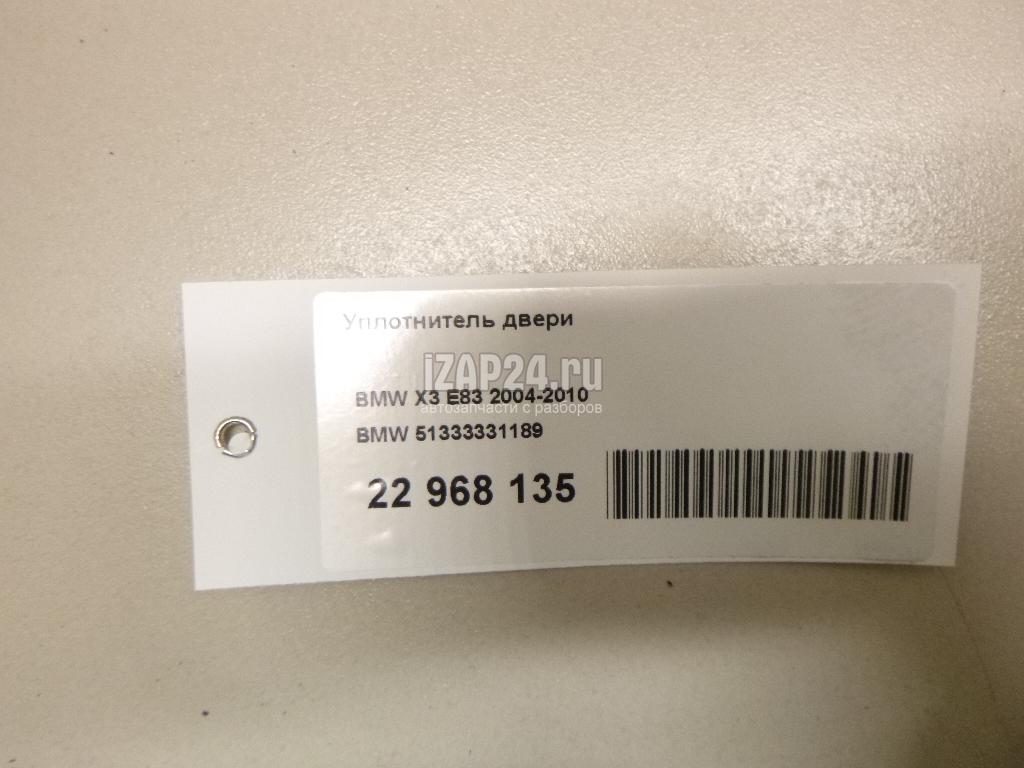 Уплотнитель двери
iZAP24.ru
BMW X3 E83 2004-2010
автозапчасти с разборов
BMW 51333331189
22 968 135